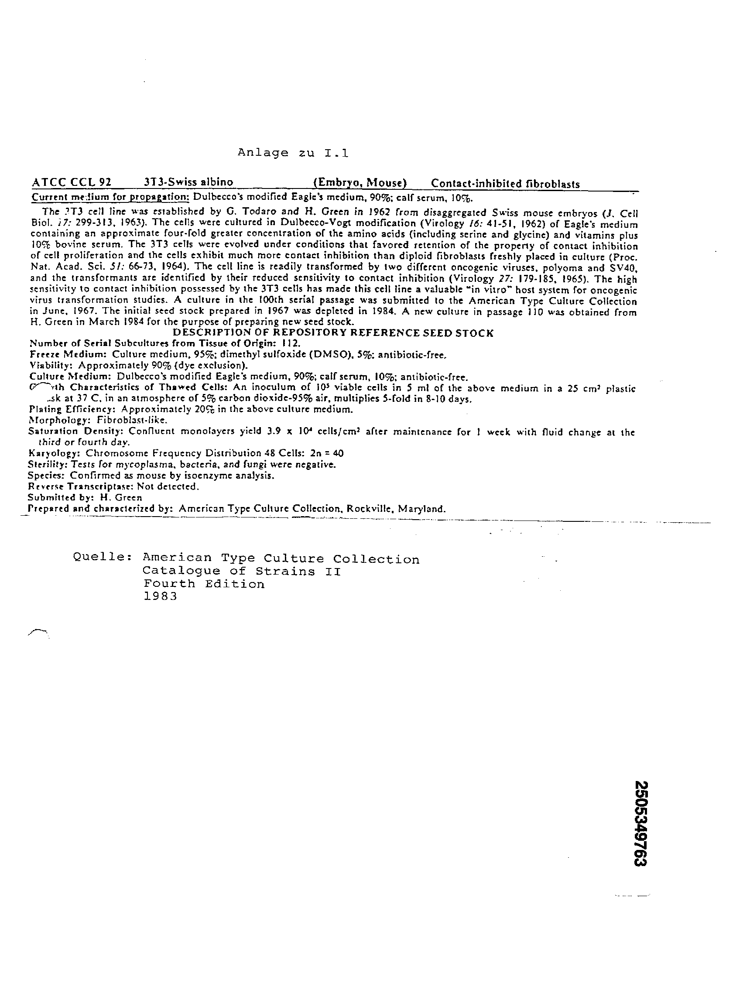 Anlage zu I.1
ATCC CCL 92 3T3-Swiss albino (Embryo, Mouse) Contact-inhibited fibroblasts
Current medium for propagation: Dulbecco's modified Eagle's medium, 90%; calf serum, 10%.
The 3T3 cell line was established by G. Todaro and H. Green in 1962 from disaggregated Swiss mouse embryos (J. Cell
Biol. 17: 299-313, 1963). The cells were cultured in Dulbecco-Vogt modification (Virology 16: 41-51, 1962) of Eagle's medium
containing an approximate four-fold greater concentration of the amino acids (including serine and glycine) and vitamins plus
10% bovine serum. The 3T3 cells were evolved under conditions that favored retention of the property of contact inhibition
of cell proliferation and the cells exhibit much more contact inhibition than diploid fibroblasts freshly placed in culture (Proc.
Nat. Acad. Sci. 51: 66-73, 1964). The cell line is readily transformed by two different oncogenic viruses, polyoma and SV40,
and the transformants are identified by their reduced sensitivity to contact inhibition (Virology 27: 179-185, 1965). The high
sensitivity to contact inhibition possessed by the 3T3 cells has made this cell line a valuable "in vitro" host system for oncogenic
virus transformation studies. A culture in the 100th serial passage was submitted to the American Type Culture Collection
in June, 1967. The initial seed stock prepared in 1967 was depleted in 1984. A new culture in passage 110 was obtained from
H. Green in March 1984 for the purpose of preparing new seed stock.
DESCRIPTION OF REPOSITORY REFERENCE SEED STOCK
Number of Serial Subcultures from Tissue of Origin: 112.
Freeze Medium: Culture medium, 95%; dimethyl sulfoxide (DMSO), 5%; antibiotic-free.
Viability: Approximately 90% (dye exclusion).
Culture Medium: Dulbecco's modified Eagle's medium, 90%; calf serum, 10%; antibiotic-free.
Characteristics of Thawed Cells: An inoculum of 10⁵ viable cells in 5 ml of the above medium in a 25 cm² plastic
at 37 C, in an atmosphere of 5% carbon dioxide-95% air, multiplies 5-fold in 8-10 days.
Plating Efficiency: Approximately 20% in the above culture medium.
Morphology: Fibroblast-like.
Saturation Density: Confluent monolayers yield 3.9 x 10⁴ cells/cm² after maintenance for 1 week with fluid change at the
third or fourth day.
Karyology: Chromosome Frequency Distribution 48 Cells: 2n = 40
Sterility: Tests for mycoplasma, bacteria, and fungi were negative.
Species: Confirmed as mouse by isoenzyme analysis.
Reverse Transcriptase: Not detected.
Submitted by: H. Green
Prepared and characterized by: American Type Culture Collection, Rockville, Maryland.
Quelle: American Type Culture Collection
Catalogue of Strains II
Fourth Edition
1983
2505349763